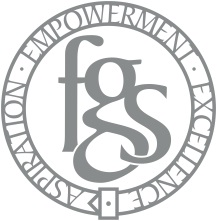 ASPIRATION · EMPOWERMENT · EXCELLENCE
fgs